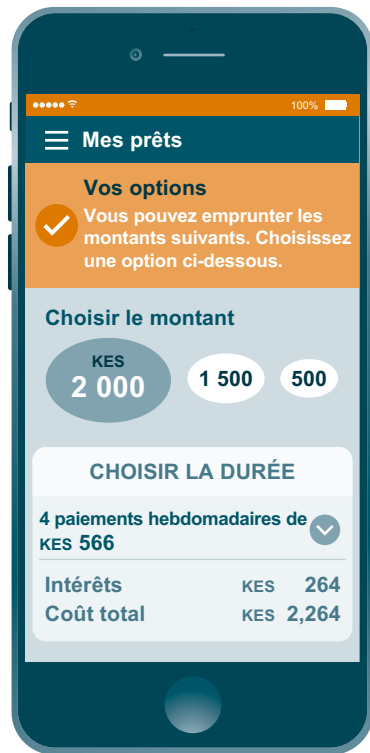 100%
Mes prêts
Vos options
Vous pouvez emprunter les
montants suivants. Choisissez
une option ci-dessous.
Choisir le montant
KES
2 000
1 500
500
CHOISIR LA DURÉE
4 paiements hebdomadaires de
KES 566
Intérêts KES 264
Coût total KES 2,264